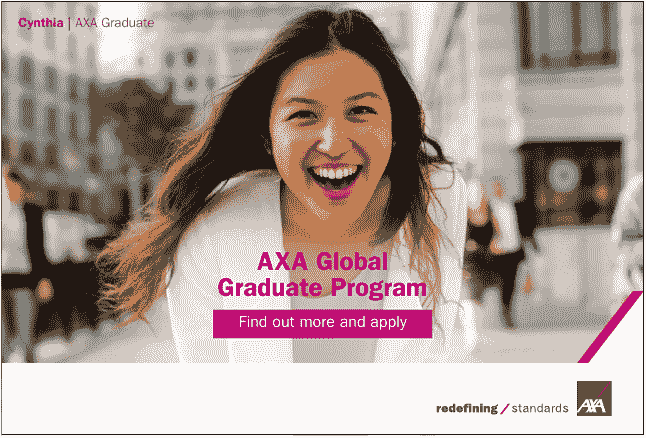 Cynthia | AXA Graduate
AXA Global
Graduate Program
Find out more and apply
redefining / standards
AXA